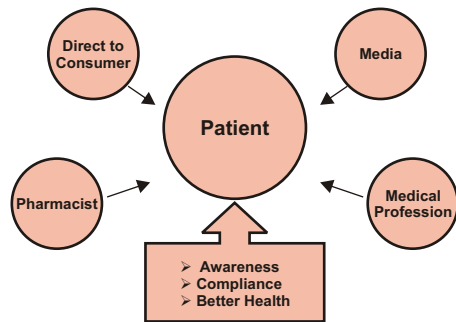 Direct to
Consumer
Media
Patient
Pharmacist
Medical
Profession
➢ Awareness
➢ Compliance
➢ Better Health